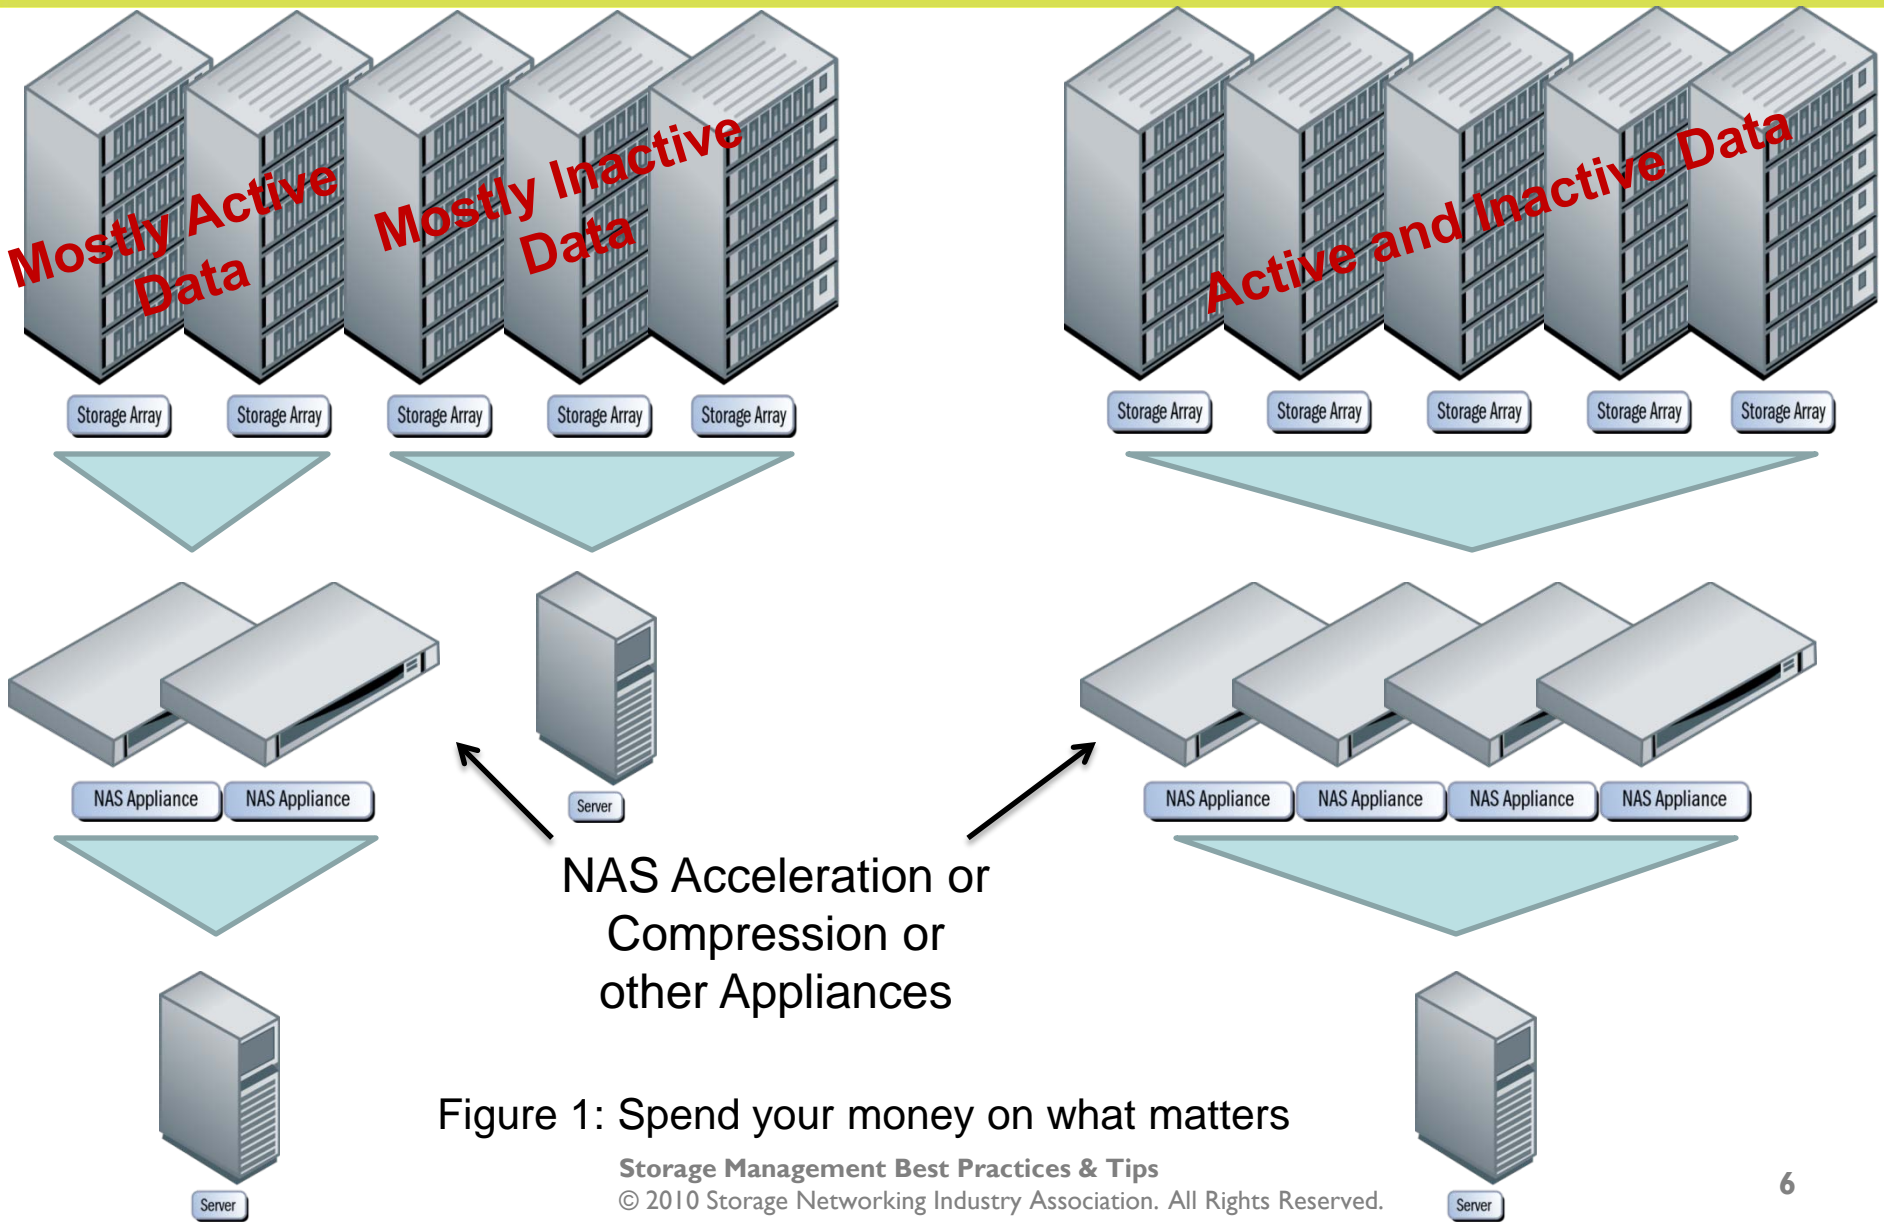 Mostly Active
Data
Mostly Inactive
Data
Active and Inactive Data
Storage Array
Storage Array
Storage Array
Storage Array
Storage Array
Storage Array
Storage Array
Storage Array
Storage Array
Storage Array
NAS Appliance
NAS Appliance
Server
NAS Appliance
NAS Appliance
NAS Appliance
NAS Appliance
NAS Acceleration or
Compression or
other Appliances
Figure 1: Spend your money on what matters
Server
Server
Storage Management Best Practices & Tips
© 2010 Storage Networking Industry Association. All Rights Reserved.
6